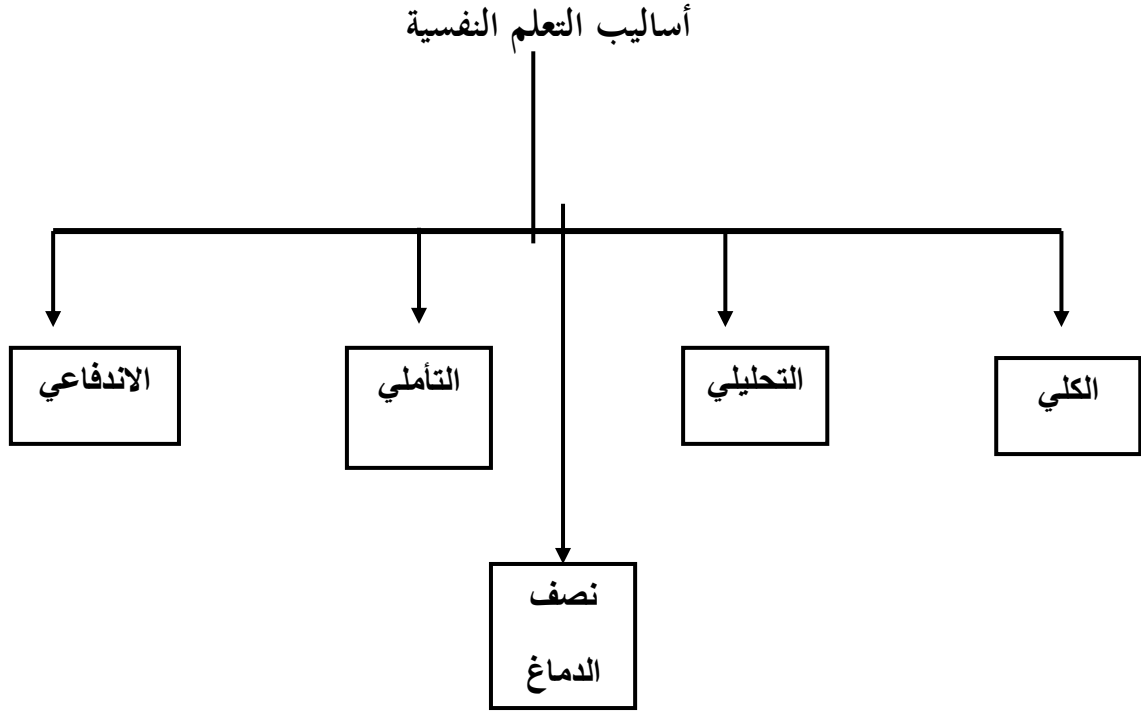 أساليب التعلم النفسية
الكلي
التحليلي
التأملي
الاندفاعي
نصف
الدماغ